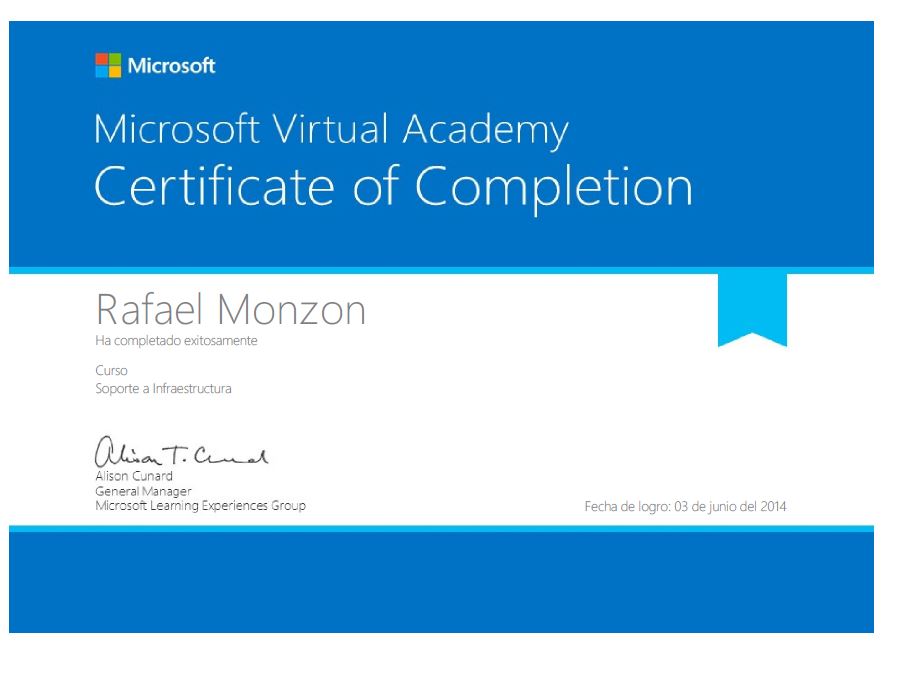 Microsoft
Microsoft Virtual Academy
Certificate of Completion
Rafael Monzon
Ha completado exitosamente
Curso
Soporte a Infraestructura
Alison T. Cunard
Alison Cunard
General Manager
Microsoft Learning Experiences Group
Fecha de logro: 03 de junio del 2014